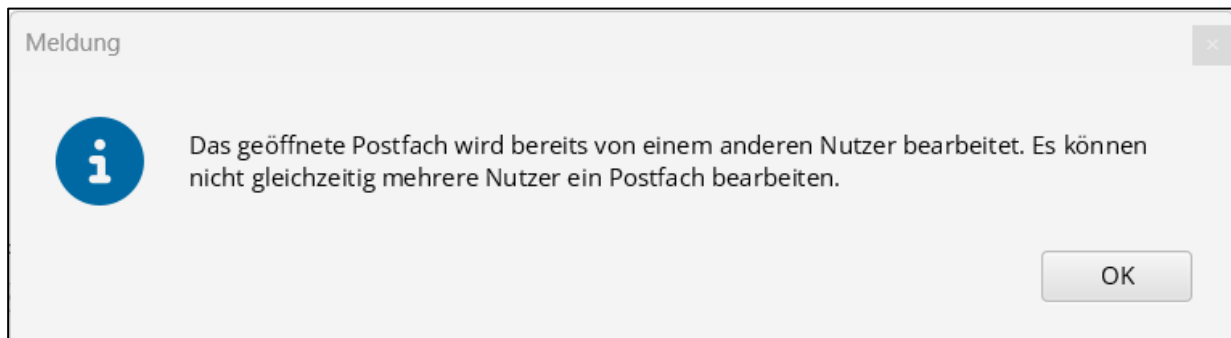 Meldung
Das geöffnete Postfach wird bereits von einem anderen Nutzer bearbeitet. Es können
nicht gleichzeitig mehrere Nutzer ein Postfach bearbeiten.
OK